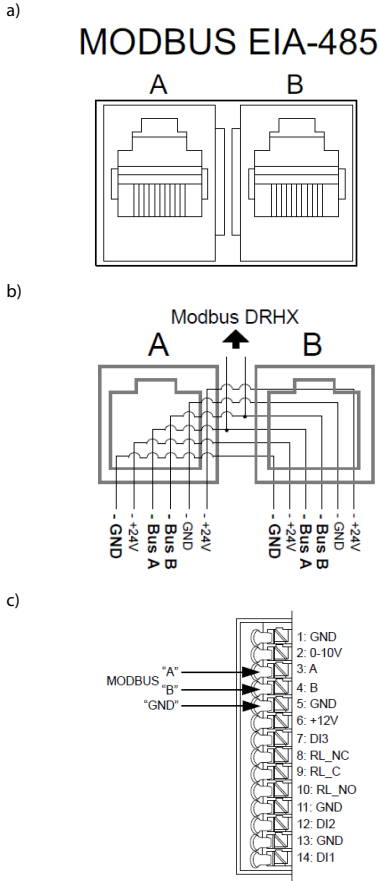 a)
MODBUS EIA-485
A B
b)
Modbus DRHX
A B
- GND
- +24V
- Bus A
- Bus B
- GND
- +24V
- GND
- +24V
- Bus A
- Bus B
- GND
- +24V
c)
MODBUS
"A"
"B"
"GND"
1: GND
2: 0-10V
3: A
4: B
5: GND
6: +12V
7: DI3
8: RL_NC
9: RL_C
10: RL_NO
11: GND
12: DI2
13: GND
14: DI1